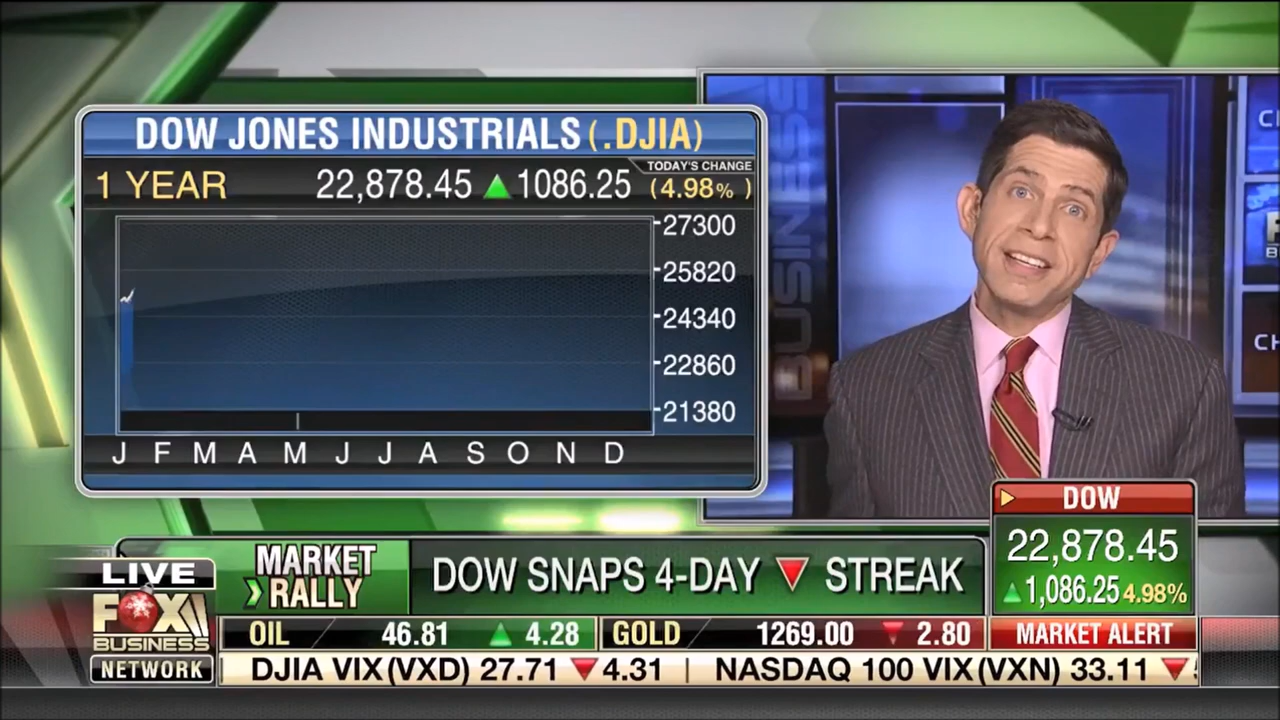 DOW JONES INDUSTRIALS (.DJIA)
TODAY'S CHANGE
1 YEAR 22,878.45 ▲ 1086.25 (4.98% )
27300
25820
24340
22860
21380
J F M A M J J A S O N D
BUSINESS
DOW
22,878.45
▲1,086.25 4.98%
MARKET ALERT
MARKET
RALLY
DOW SNAPS 4-DAY ▼ STREAK
LIVE
FOX
BUSINESS
NETWORK
OIL 46.81 ▲ 4.28 GOLD 1269.00 ▼ 2.80
DJIA VIX(VXD) 27.71 ▼4.31 | NASDAQ 100 VIX(VXN) 33.11 ▼